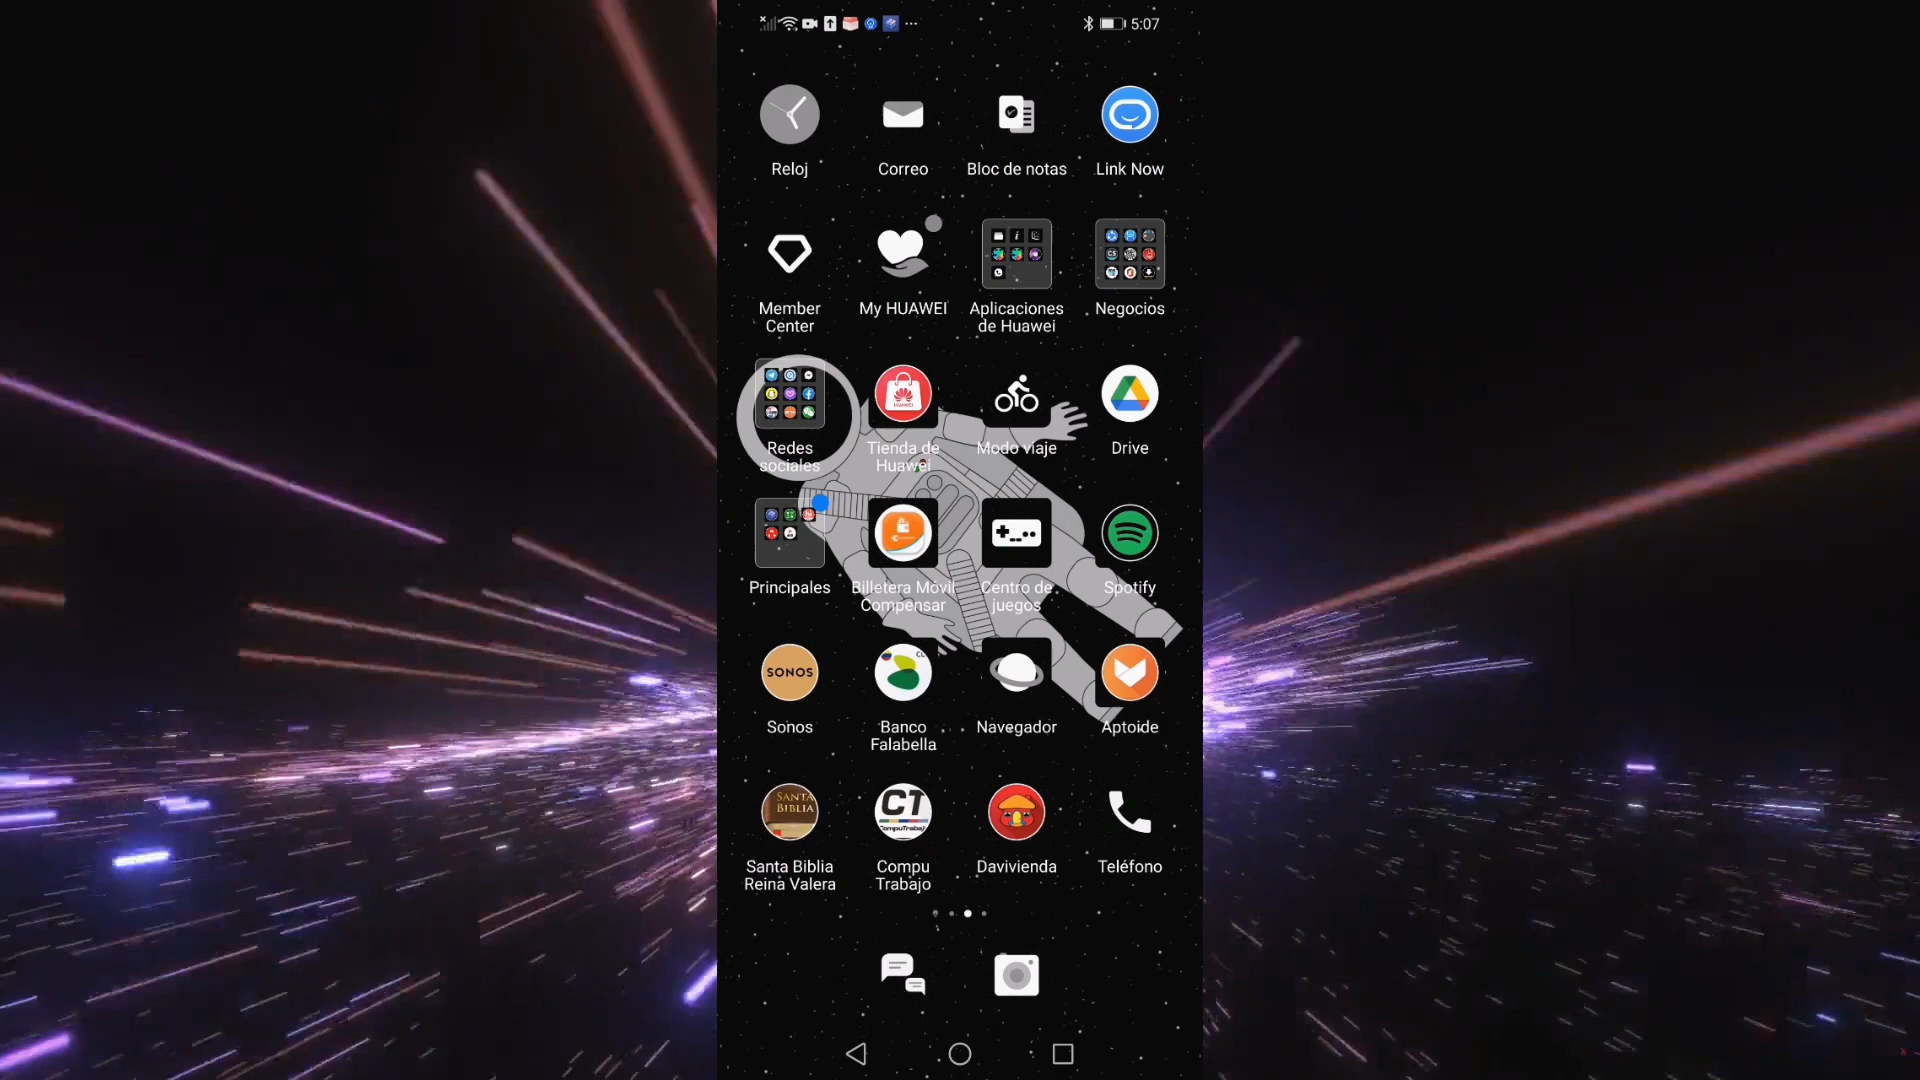 5:07
Reloj
Correo
Bloc de notas
Link Now
Member
Center
My HUAWEI
Aplicaciones
de Huawei
Negocios
Redes
sociales
HUAWEI
Tienda de
Huawei
Modo viaje
Drive
Principales
Billetera Móvil
Compensar
Centro de
juegos
Spotify
SONOS
Sonos
Banco
Falabella
Navegador
Aptoide
SANTA
BIBLIA
Santa Biblia
Reina Valera
CT
Compu
Trabajo
Davivienda
Teléfono